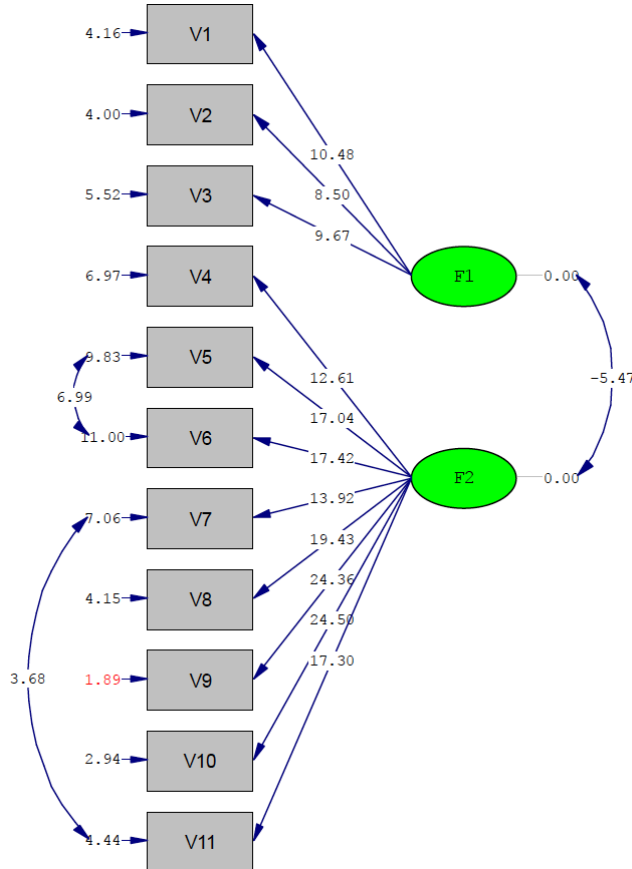 4.16 V1
4.00 V2
10.48
8.50
5.52 V3
9.67
6.97 V4 F1 0.00
9.83 V5
12.61 -5.47
6.99
17.04
11.00 V6
17.42
F2 0.00
13.92
7.06 V7
19.43
24.36
4.15 V8
24.50
17.30
3.68 1.89 V9
2.94 V10
4.44 V11